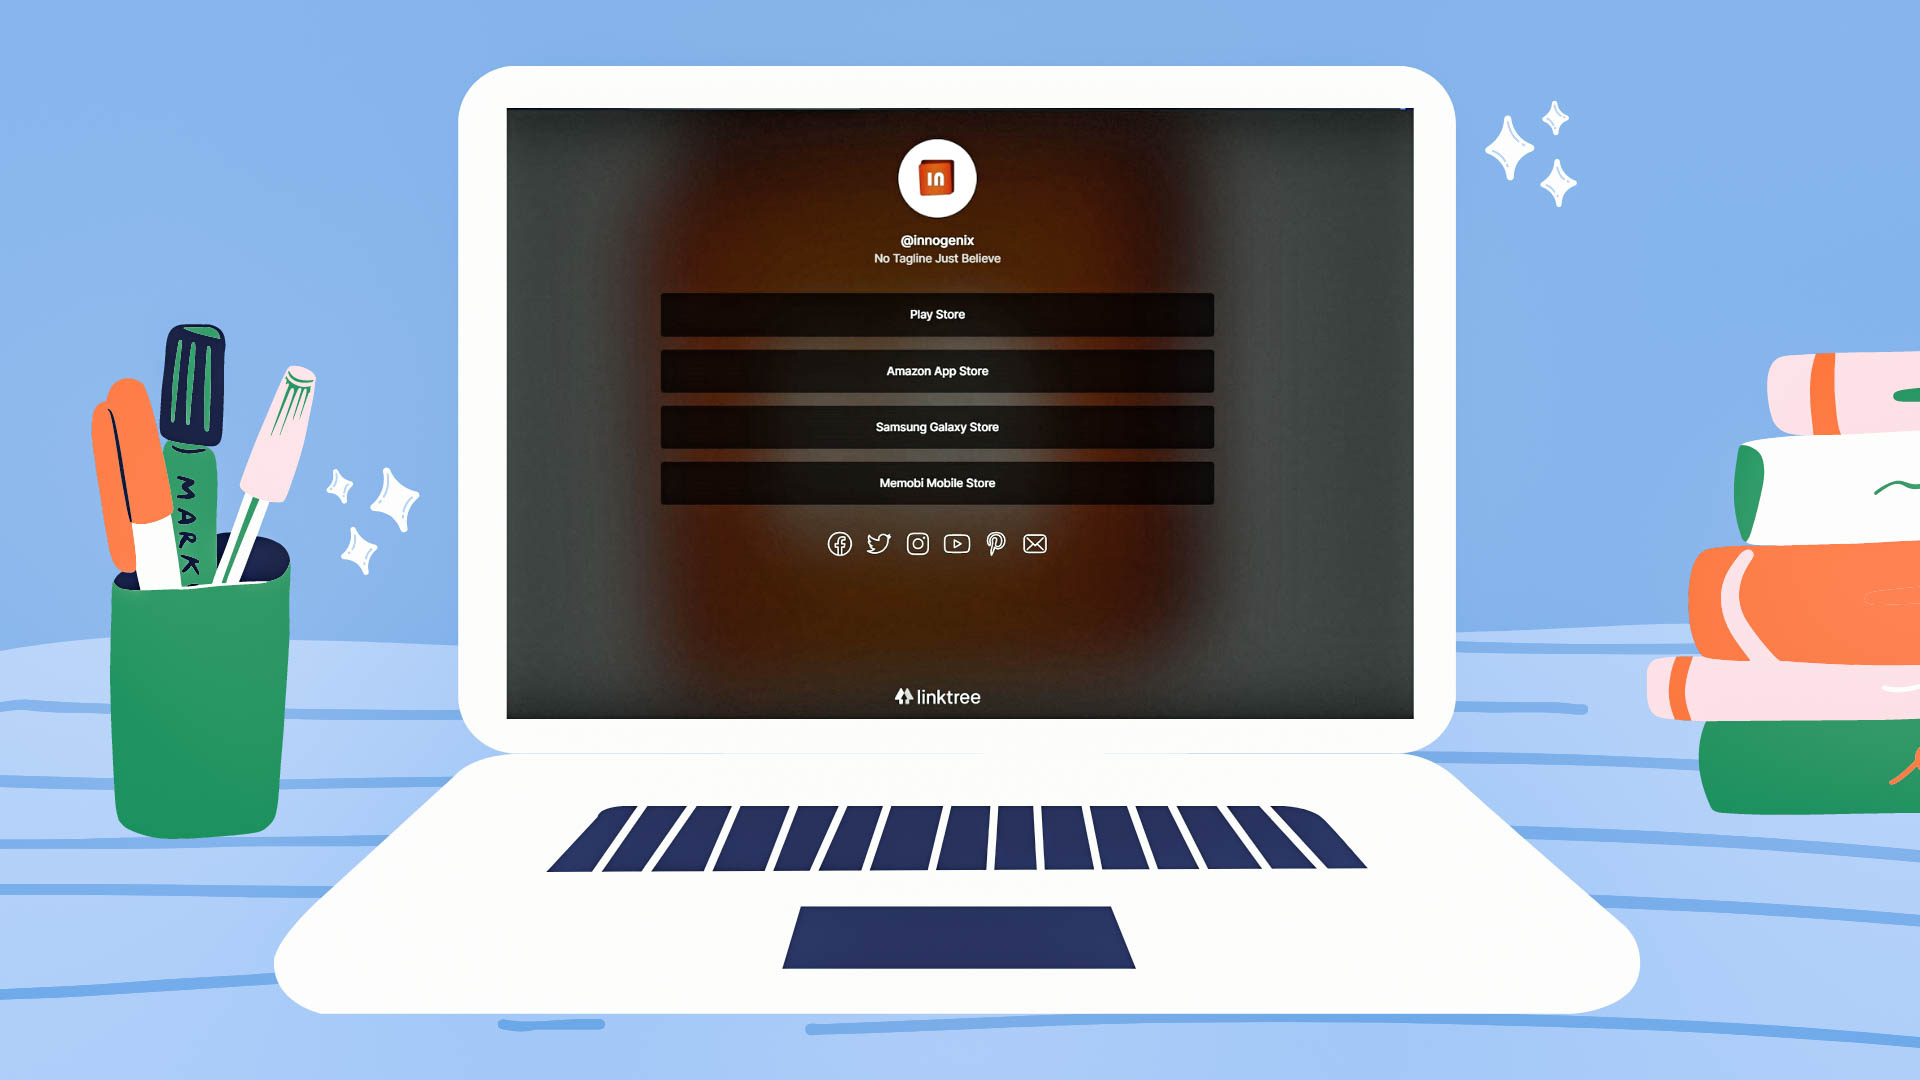 IN
@innogenix
No Tagline Just Believe
Play Store
Amazon App Store
Samsung Galaxy Store
Memobi Mobile Store
linktree
MARK